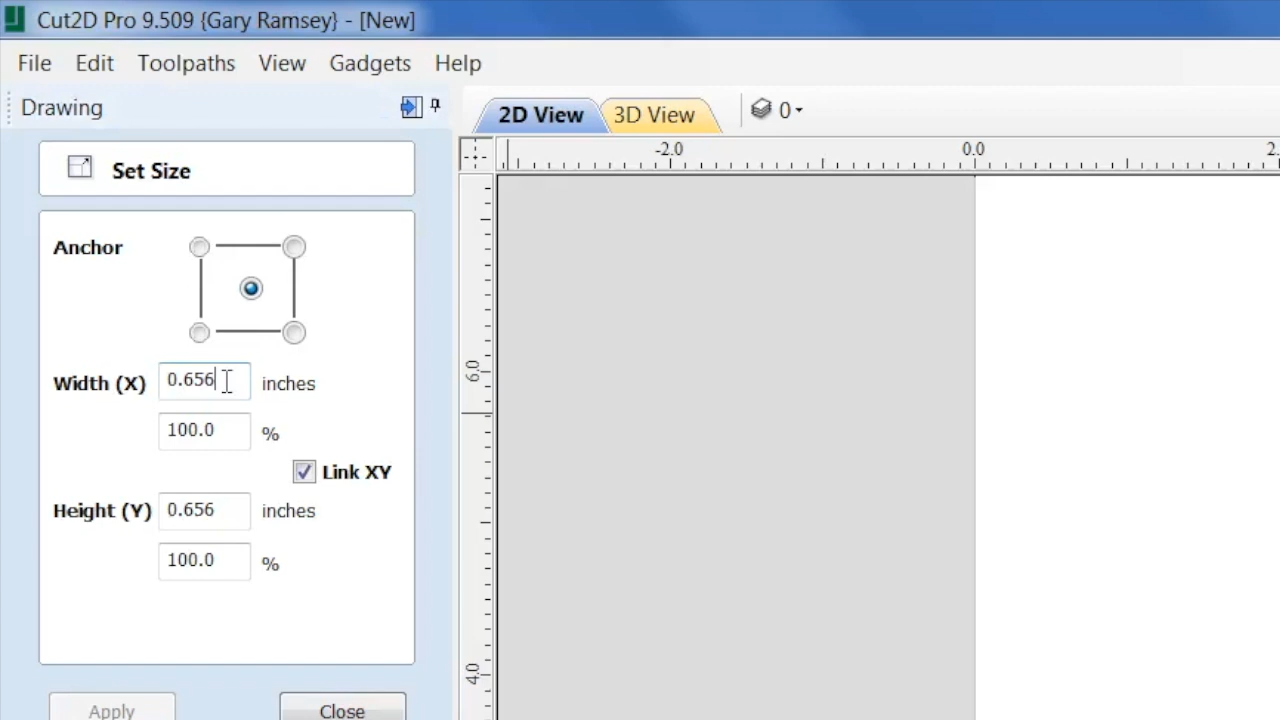 Cut2D Pro 9.509 {Gary Ramsey} - [New]
File Edit Toolpaths View Gadgets Help
Drawing
2D View 3D View 0
Set Size
-2.0 0.0 2.
Anchor
6.0
Width (X) 0.656 inches
100.0 %
Link XY
Height (Y) 0.656 inches
100.0 %
4.0
Apply Close